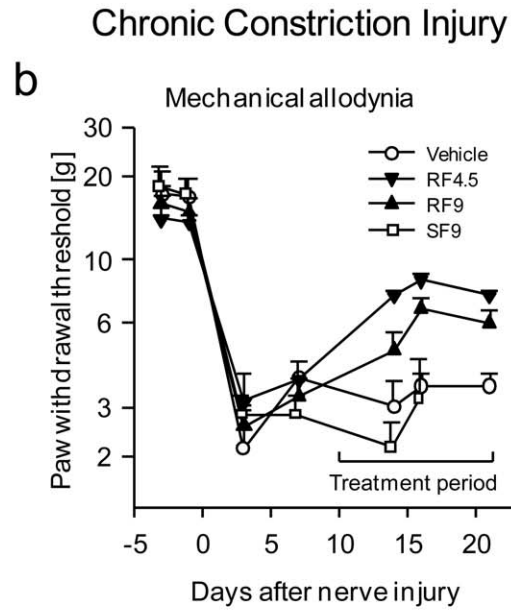 Chronic Constriction Injury
b
Mechanical allodynia
Paw withdrawal threshold [g]
30
20
10
6
3
2
Vehicle
RF4.5
RF9
SF9
Treatment period
-5 0 5 10 15 20
Days after nerve injury